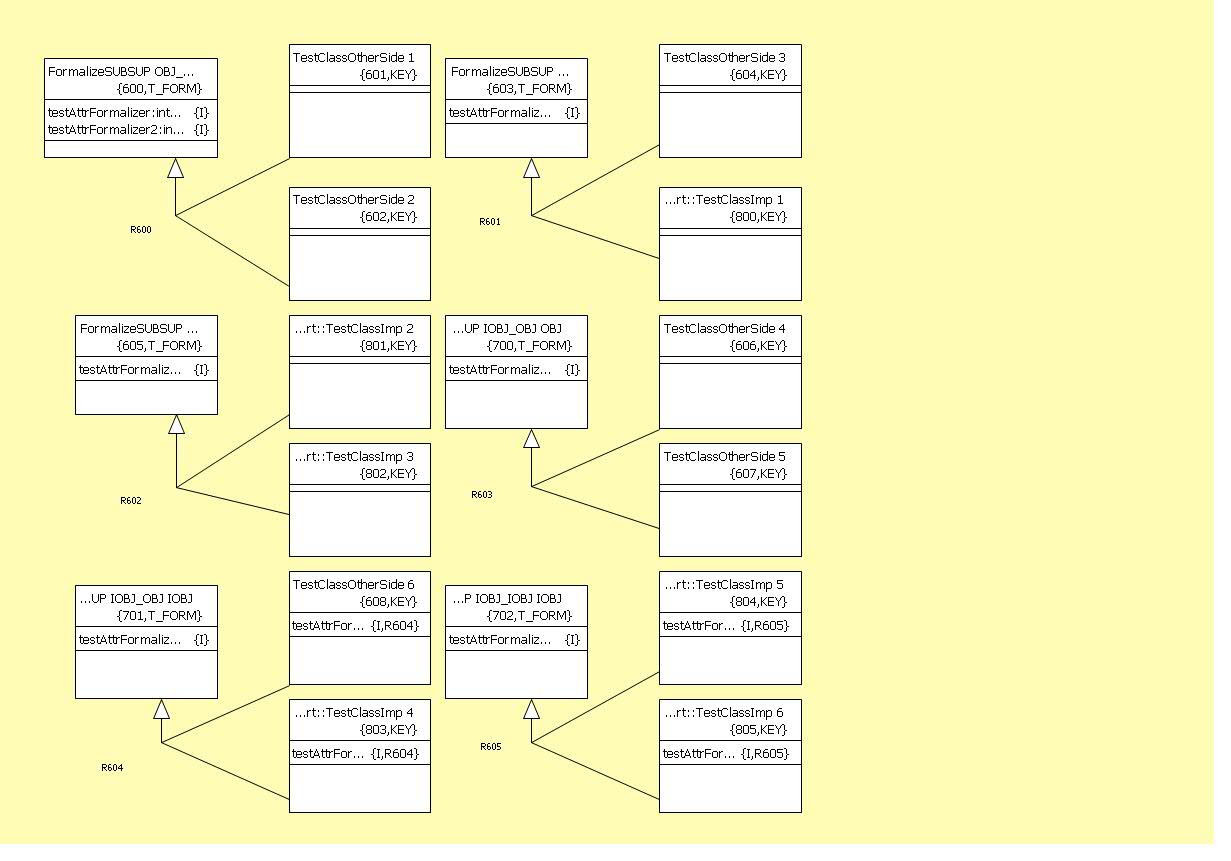 FormalizeSUBSUP OBJ_...
{600,T_FORM}
testAttrFormalizer:int... {I}
testAttrFormalizer2:in... {I}
TestClassOtherSide 1
{601,KEY}
TestClassOtherSide 2
{602,KEY}
R600
FormalizeSUBSUP ...
{603,T_FORM}
testAttrFormaliz... {I}
TestClassOtherSide 3
{604,KEY}
...rt::TestClassImp 1
{800,KEY}
R601
FormalizeSUBSUP ...
{605,T_FORM}
testAttrFormaliz... {I}
...rt::TestClassImp 2
{801,KEY}
...rt::TestClassImp 3
{802,KEY}
R602
...UP IOBJ_OBJ OBJ
{700,T_FORM}
testAttrFormaliz... {I}
TestClassOtherSide 4
{606,KEY}
TestClassOtherSide 5
{607,KEY}
R603
...UP IOBJ_OBJ IOBJ
{701,T_FORM}
testAttrFormaliz... {I}
TestClassOtherSide 6
{608,KEY}
testAttrFor... {I,R604}
...rt::TestClassImp 4
{803,KEY}
testAttrFor... {I,R604}
R604
...P IOBJ_IOBJ IOBJ
{702,T_FORM}
testAttrFormaliz... {I}
...rt::TestClassImp 5
{804,KEY}
testAttrFor... {I,R605}
...rt::TestClassImp 6
{805,KEY}
testAttrFor... {I,R605}
R605